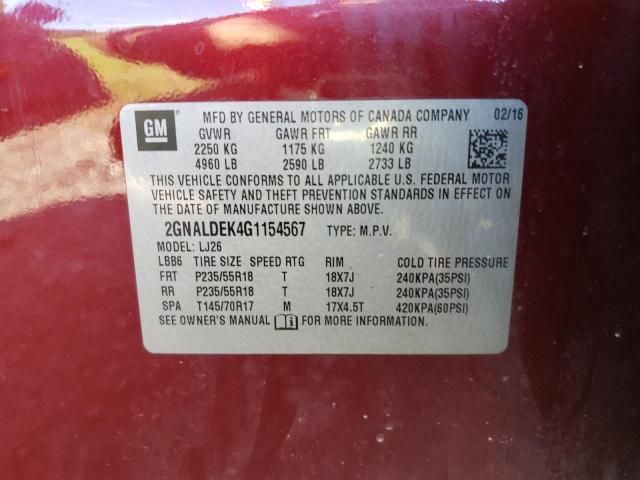 GM
MFD BY GENERAL MOTORS OF CANADA COMPANY 02/16
GVWR GAWR FRT GAWR RR
2250 KG 1175 KG 1240 KG
4960 LB 2590 LB 2733 LB
THIS VEHICLE CONFORMS TO ALL APPLICABLE U.S. FEDERAL MOTOR
VEHICLE SAFETY AND THEFT PREVENTION STANDARDS IN EFFECT ON
THE DATE OF MANUFACTURE SHOWN ABOVE.
2GNALDEK4G1154567 TYPE: M.P.V.
MODEL: LJ26
LBB6 TIRE SIZE SPEED RTG RIM COLD TIRE PRESSURE
FRT P235/55R18 T 18X7J 240KPA(35PSI)
RR P235/55R18 T 18X7J 240KPA(35PSI)
SPA T145/70R17 M 17X4.5T 420KPA(60PSI)
SEE OWNER'S MANUAL FOR MORE INFORMATION.